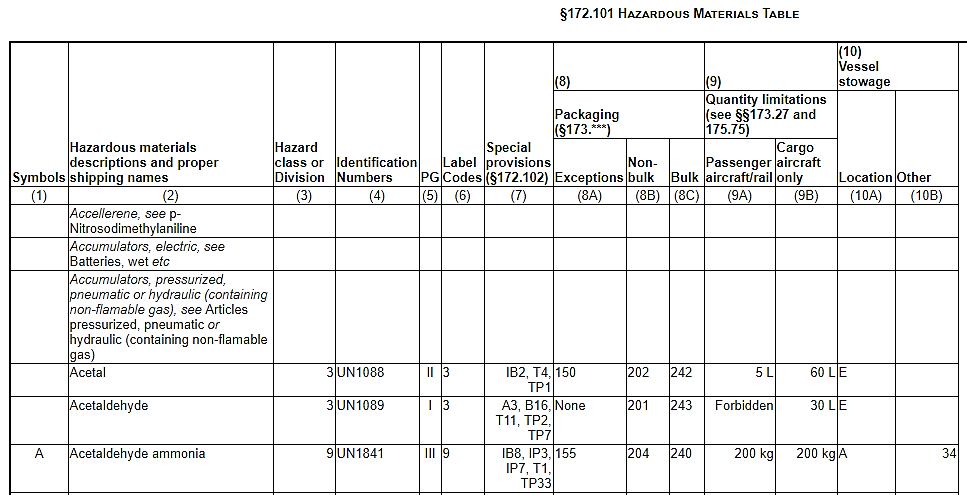 §172.101 HAZARDOUS MATERIALS TABLE
(8)
(9)
(10)
Vessel
stowage
Packaging
(§173.***)
Quantity limitations
(see §§173.27 and
175.75)
Symbols
Hazardous materials
descriptions and proper
shipping names
Hazard
class or
Division
Identification
Numbers
PG
Label
Codes
Special
provisions
(§172.102)
Exceptions
Non-
bulk
Bulk
Passenger
aircraft/rail
Cargo
aircraft
only
Location
Other
(1) (2) (3) (4) (5) (6) (7) (8A) (8B) (8C) (9A) (9B) (10A) (10B)
Accellerene, see p-
Nitrosodimethylaniline
Accumulators, electric, see
Batteries, wet etc
Accumulators, pressurized,
pneumatic or hydraulic (containing
non-flamable gas), see Articles
pressurized, pneumatic or
hydraulic (containing non-flamable
gas)
Acetal 3 UN1088 II 3 IB2, T4, 150 202 242 5 L 60 L E
TP1
Acetaldehyde 3 UN1089 I 3 A3, B16, None 201 243 Forbidden 30 L E
T11, TP2,
TP7
A Acetaldehyde ammonia 9 UN1841 III 9 IB8, IP3, 155 204 240 200 kg 200 kg A 34
IP7, T1,
TP33